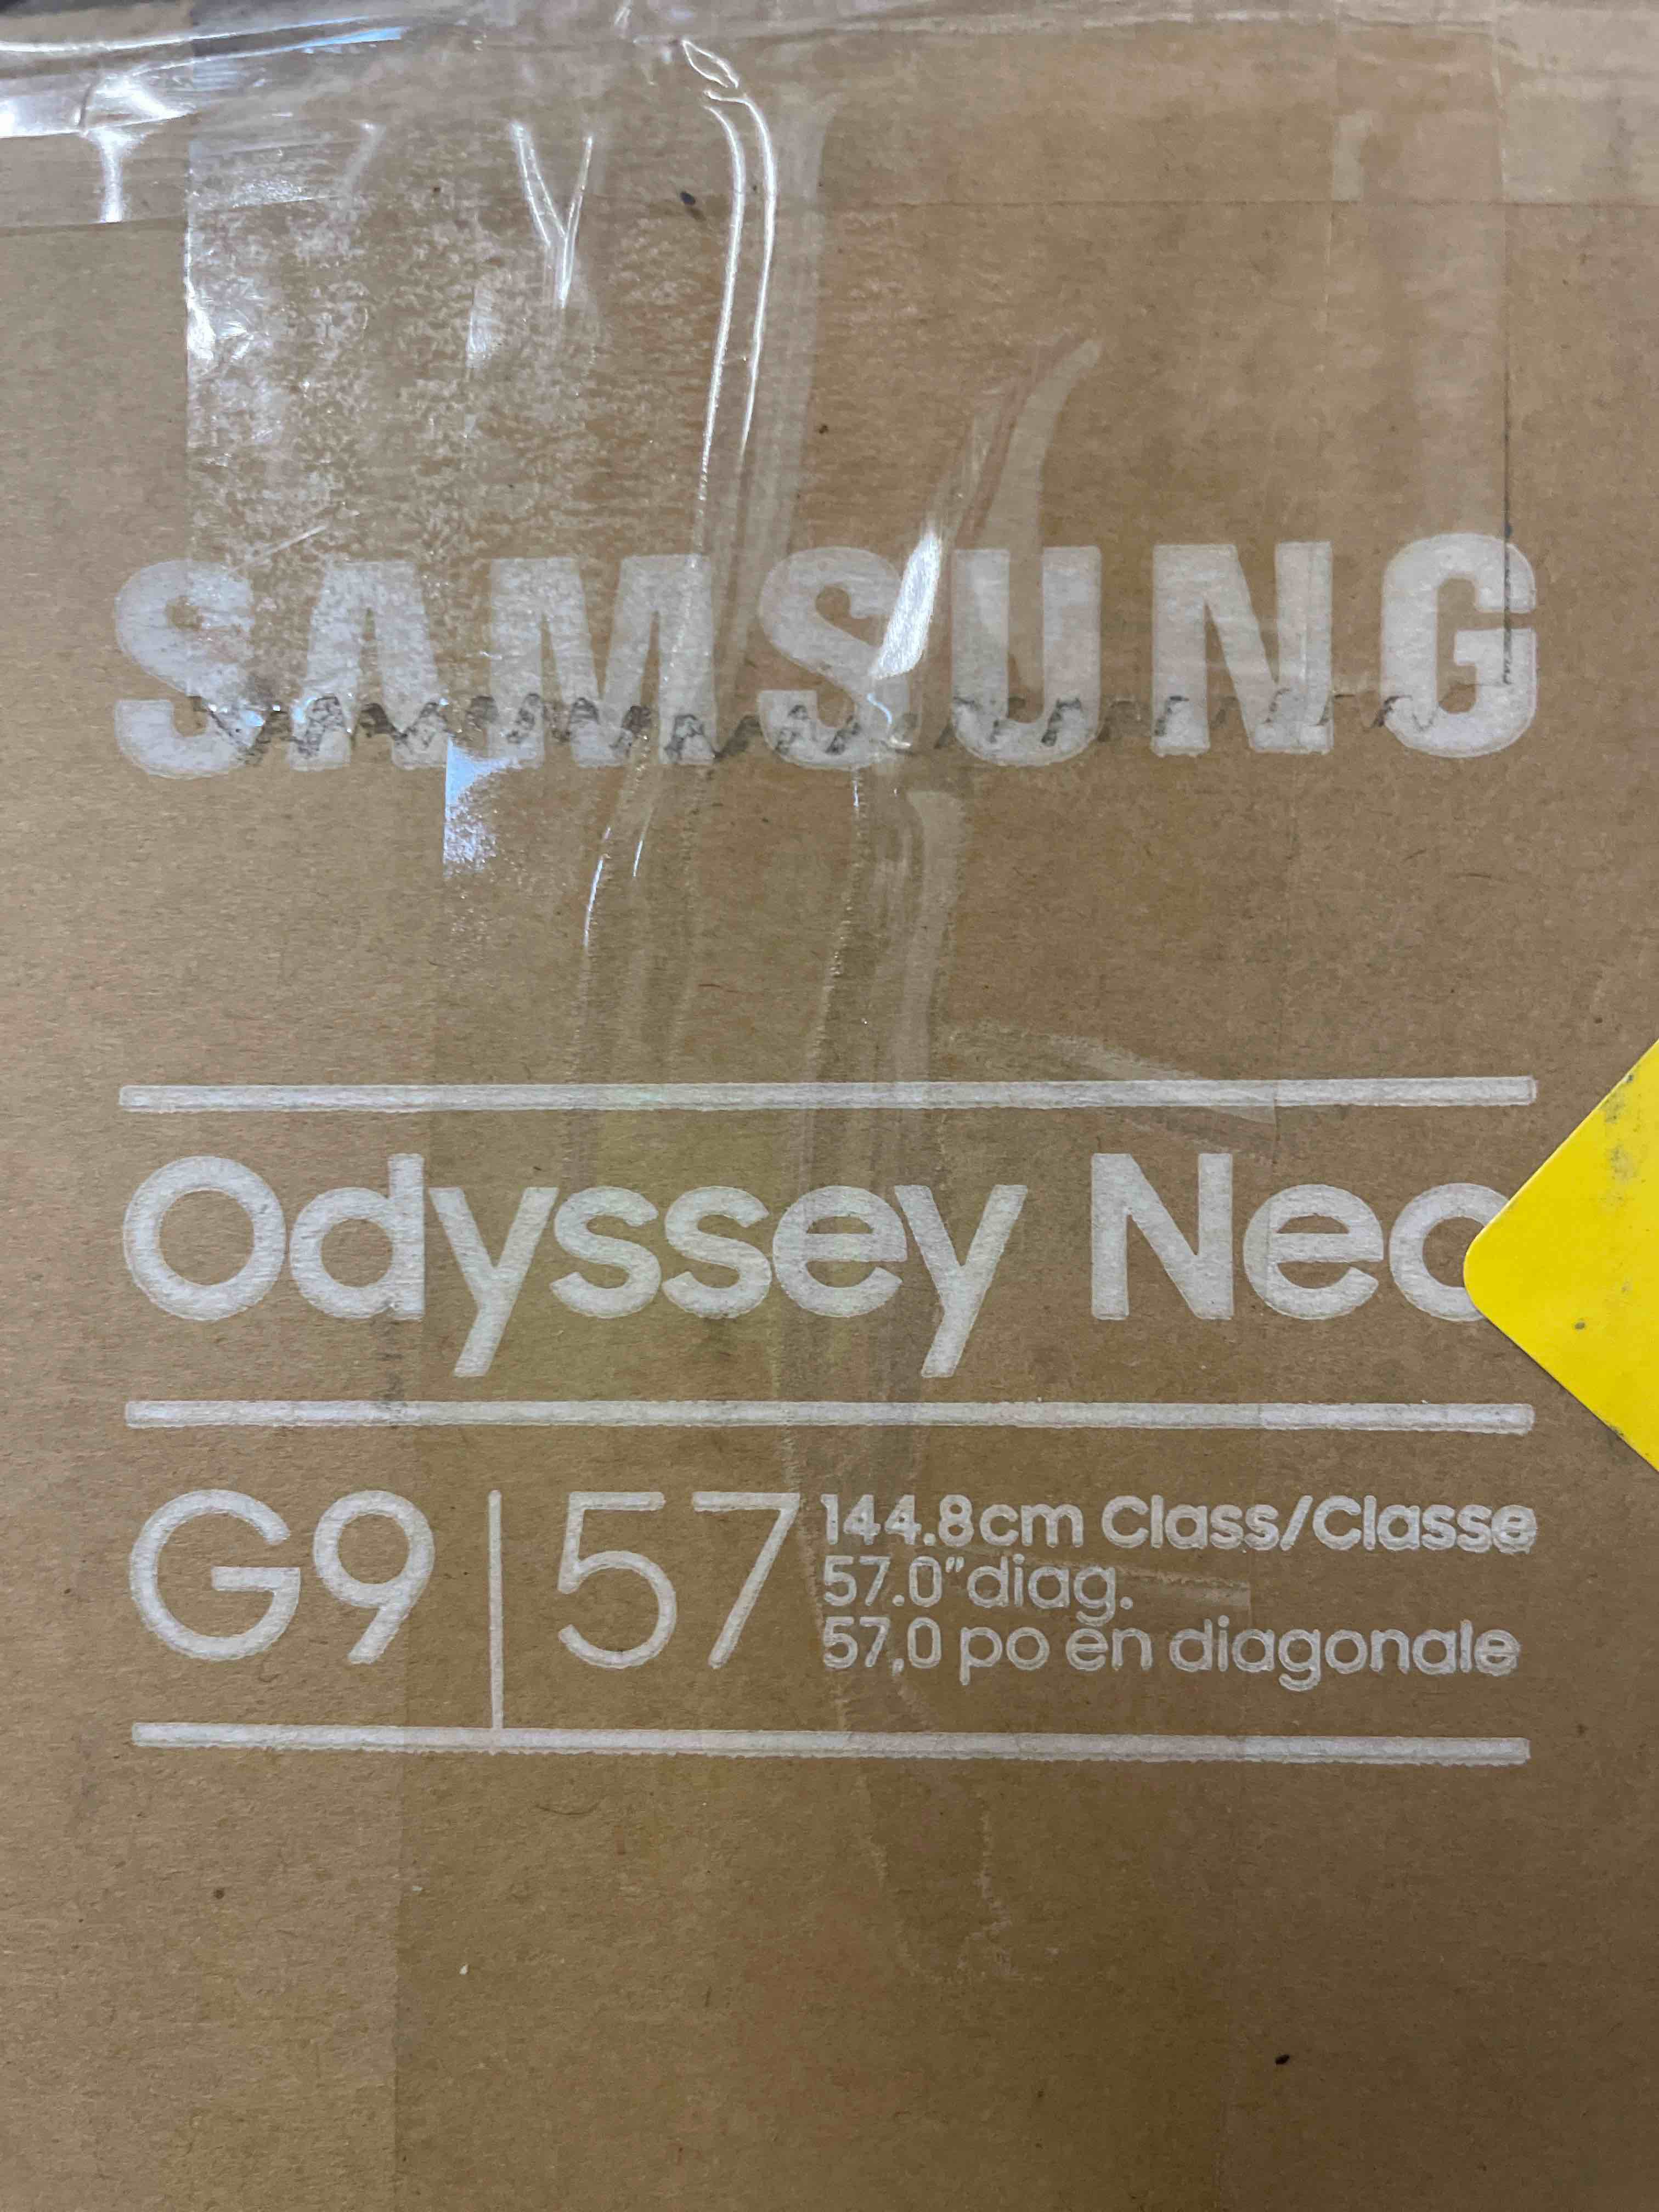 SAMSUNG
Odyssey Neo
G9 | 57
144.8cm Class/Classe
57.0"diag.
57,0 po en diagonale